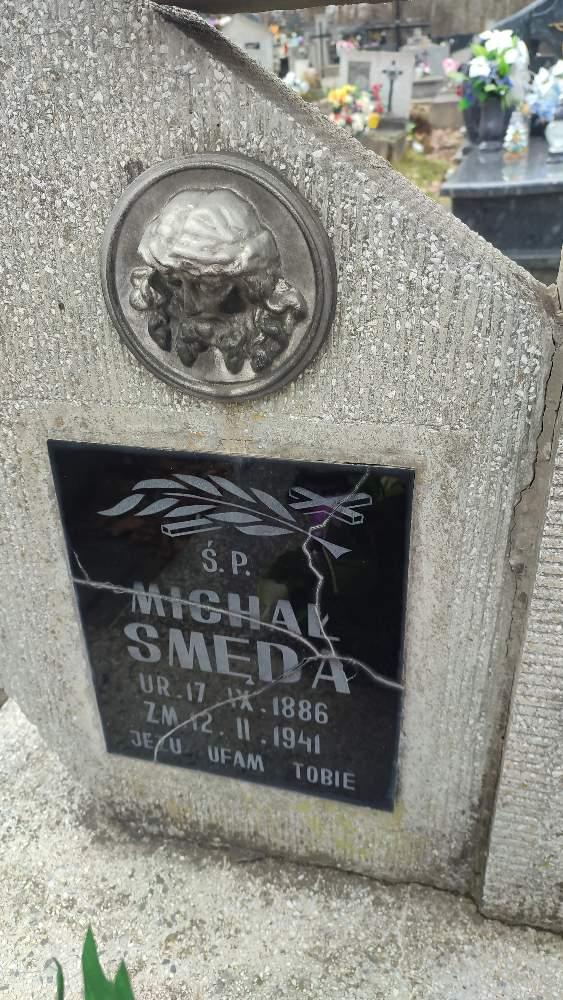 Ś.P.
MICHAŁ
SMĘDA
UR. 17 IX. 1886
ZM 12. II. 1941
JEZU UFAM TOBIE